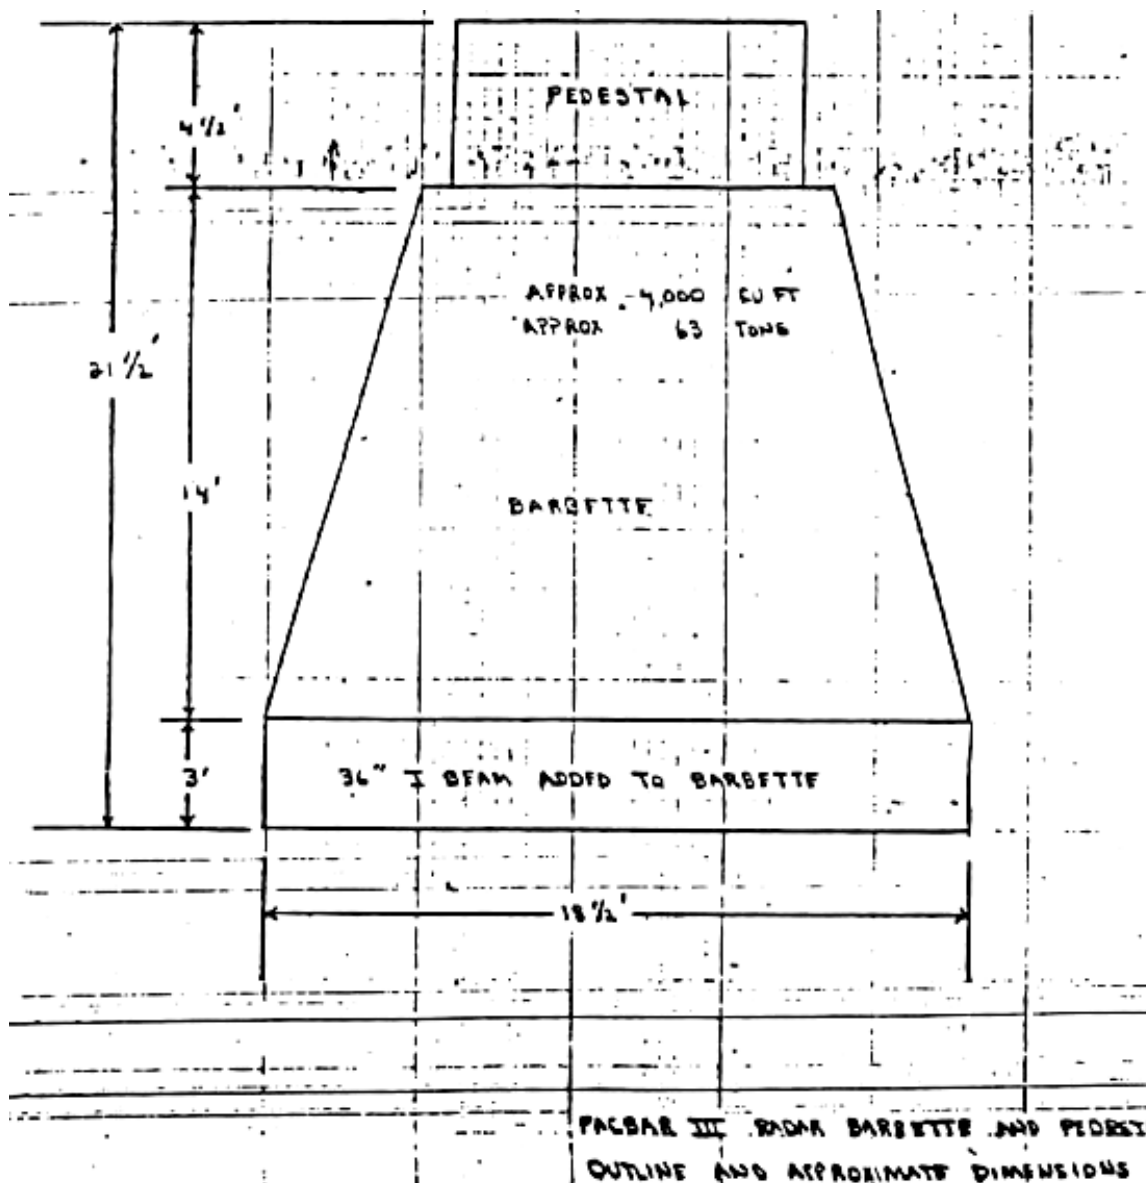 4 1/2'
PEDESTAL
APPROX 4,000 CU FT
APPROX 63 TONS
21 1/2'
14'
BARBETTE
3'
36" I BEAM ADDED TO BARBETTE
18 1/2'
PACBAR III RADAR BARBETTE AND
OUTLINE AND APPROXIMATE DIMENSIONS